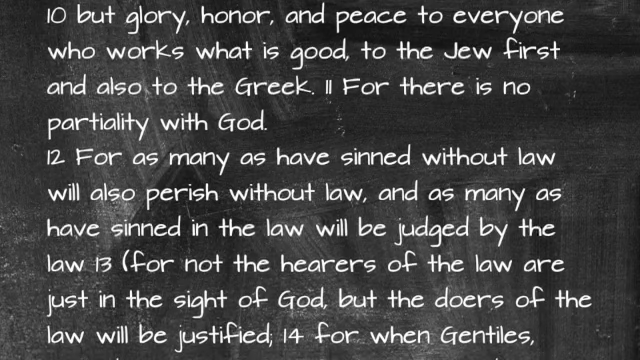 10 but glory, honor, and peace to everyone
who works what is good, to the Jew first
and also to the Greek. 11 For there is no
partiality with God.
12 For as many as have sinned without law
will also perish without law, and as many as
have sinned in the law will be judged by the
law 13 (for not the hearers of the law are
just in the sight of God, but the doers of the
law will be justified; 14 for when Gentiles,